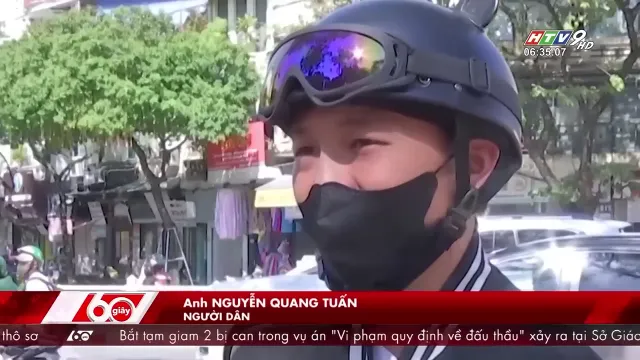 HTV9 HD
06:35:07
Anh NGUYỄN QUANG TUẤN
NGƯỜI DÂN
60 giây
thô sơ
Bắt tạm giam 2 bị can trong vụ án "Vi phạm quy định về đấu thầu" xảy ra tại Sở Giác